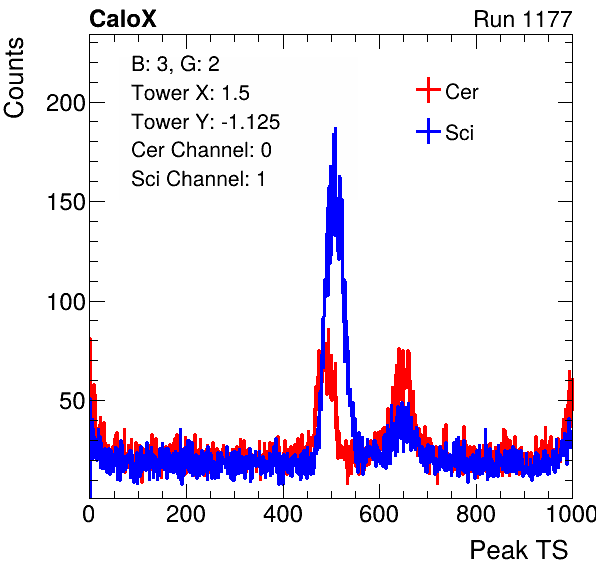 CaloX Run 1177
Counts
B: 3, G: 2
Tower X: 1.5
Tower Y: -1.125
Cer Channel: 0
Sci Channel: 1
Cer
Sci
200
150
100
50
0 200 400 600 800 1000
Peak TS